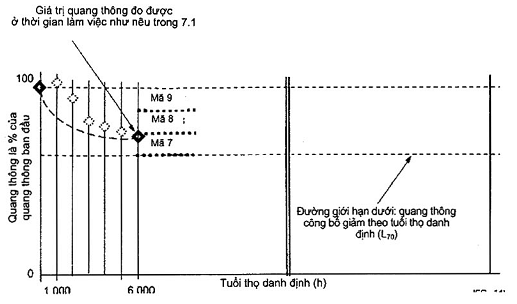 Giá trị quang thông đo được
ở thời gian làm việc như nêu trong 7.1
100
Mã 9
Mã 8
Mã 7
Quang thông là % của
quang thông ban đầu
Đường giới hạn dưới: quang thông
công bố giảm theo tuổi thọ danh
định (L70)
0
1 000
6 000
Tuổi thọ danh định (h)